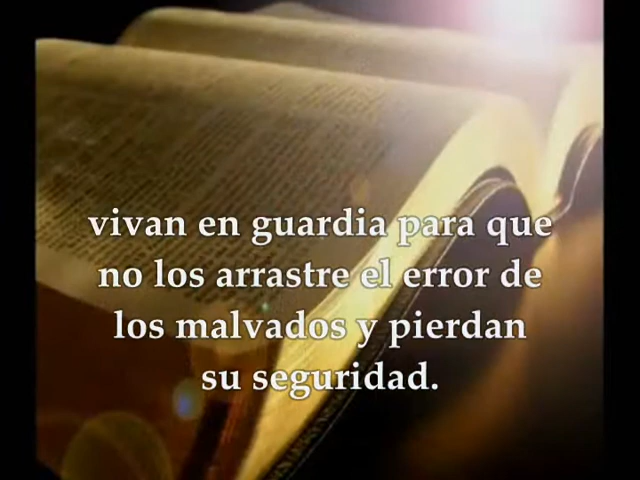 vivan en guardia para que
no los arrastre el error de
los malvados y pierdan
su seguridad.